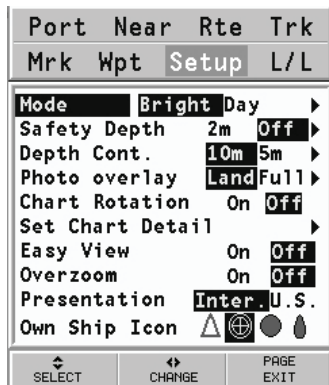 Port Near Rte Trk
Mrk Wpt Setup L/L
Mode Bright Day
Safety Depth 2m Off
Depth Cont. 10m 5m
Photo overlay Land Full
Chart Rotation On Off
Set Chart Detail
Easy View On Off
Overzoom On Off
Presentation Inter. U.S.
Own Ship Icon
SELECT CHANGE PAGE EXIT